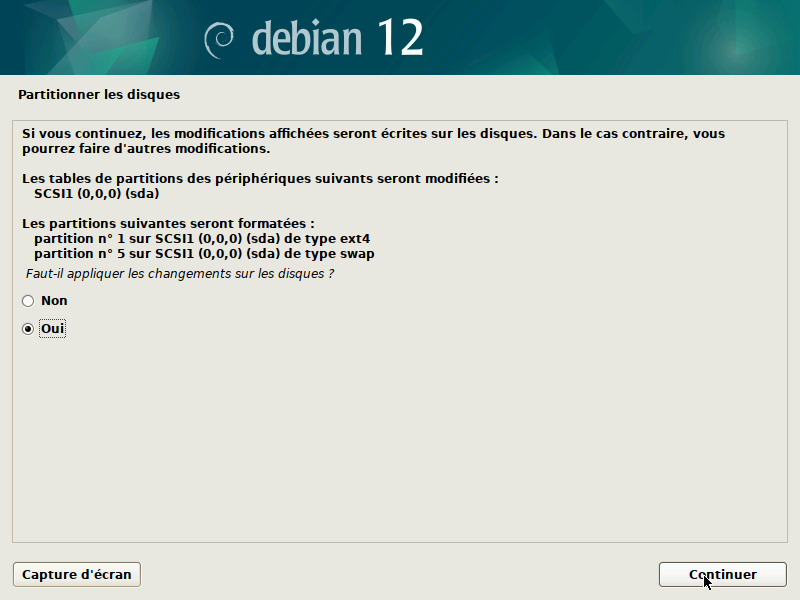 debian 12
Partitionner les disques
Si vous continuez, les modifications affichées seront écrites sur les disques. Dans le cas contraire, vous
pourrez faire d'autres modifications.
Les tables de partitions des périphériques suivants seront modifiées :
SCSI1 (0,0,0) (sda)
Les partitions suivantes seront formatées :
partition n° 1 sur SCSI1 (0,0,0) (sda) de type ext4
partition n° 5 sur SCSI1 (0,0,0) (sda) de type swap
Faut-il appliquer les changements sur les disques ?
Non
Oui
Capture d'écran
Continuer